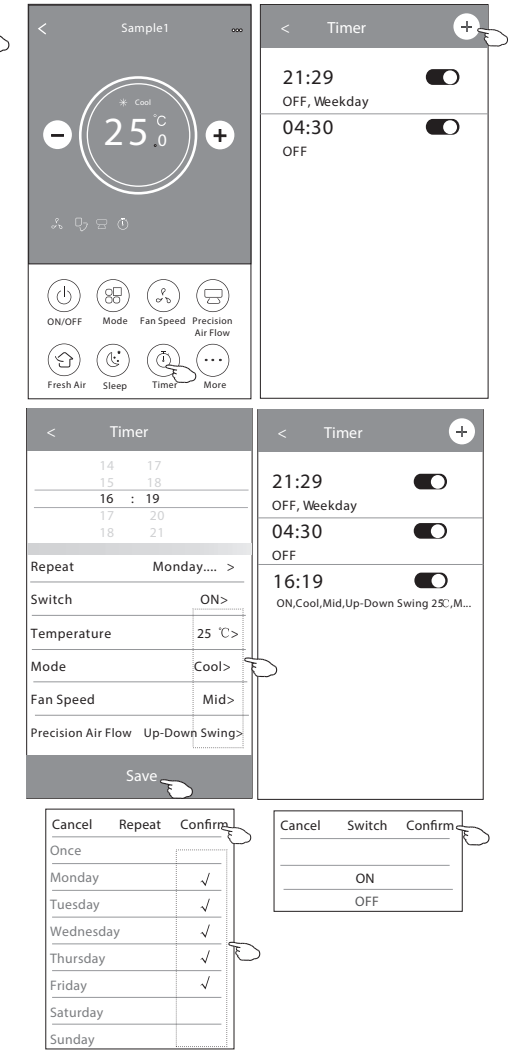 < Sample1 ooo
Cool
25.0 °C
− +
ON/OFF Mode Fan Speed Precision Air Flow
Fresh Air Sleep Timer More
< Timer +
21:29
OFF, Weekday
04:30
OFF
< Timer
14 17
15 18
16 : 19
17 20
18 21
Repeat Monday.... >
Switch ON>
Temperature 25 ℃>
Mode Cool>
Fan Speed Mid>
Precision Air Flow Up-Down Swing>
Save
< Timer +
21:29
OFF, Weekday
04:30
OFF
16:19
ON,Cool,Mid,Up-Down Swing 25℃,M...
Cancel Repeat Confirm
Once
Monday √
Tuesday √
Wednesday √
Thursday √
Friday √
Saturday
Sunday
Cancel Switch Confirm
ON
OFF